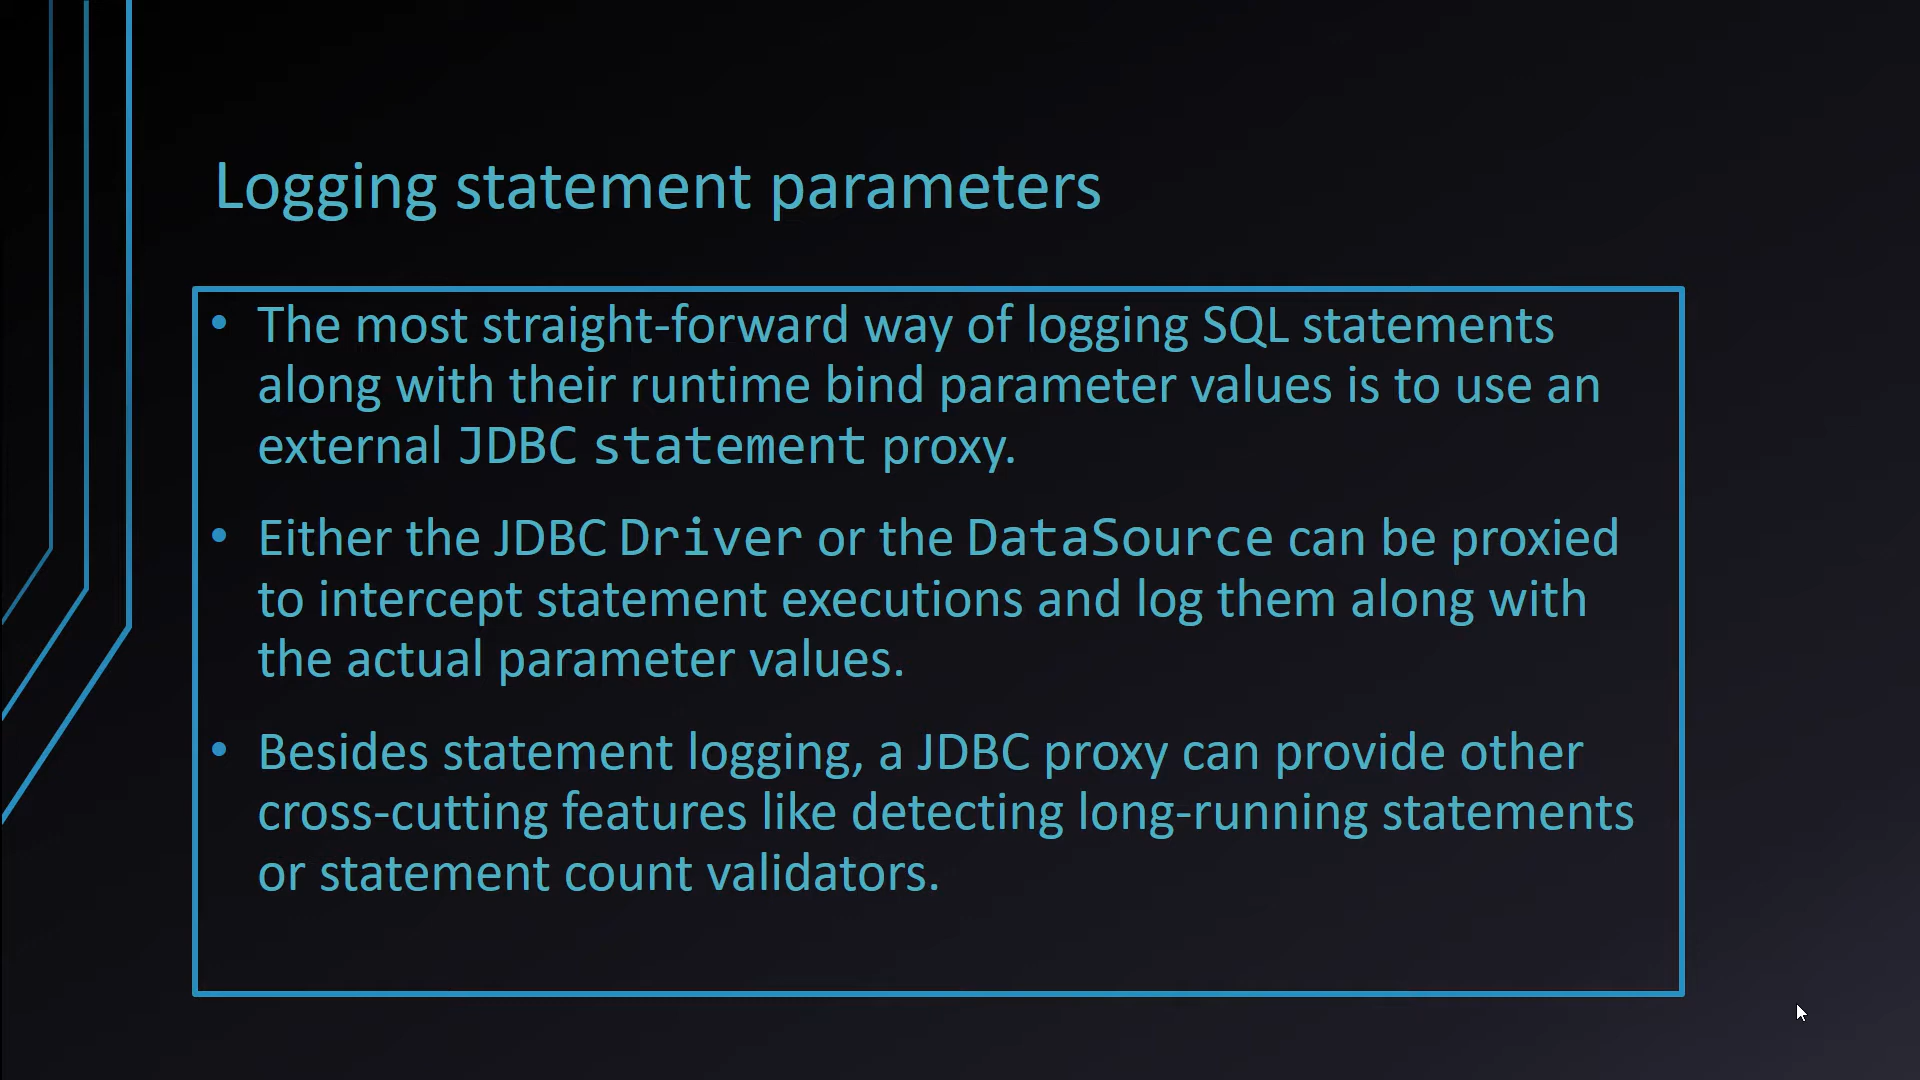 Logging statement parameters
• The most straight-forward way of logging SQL statements
along with their runtime bind parameter values is to use an
external JDBC statement proxy.
• Either the JDBC Driver or the DataSource can be proxied
to intercept statement executions and log them along with
the actual parameter values.
• Besides statement logging, a JDBC proxy can provide other
cross-cutting features like detecting long-running statements
or statement count validators.